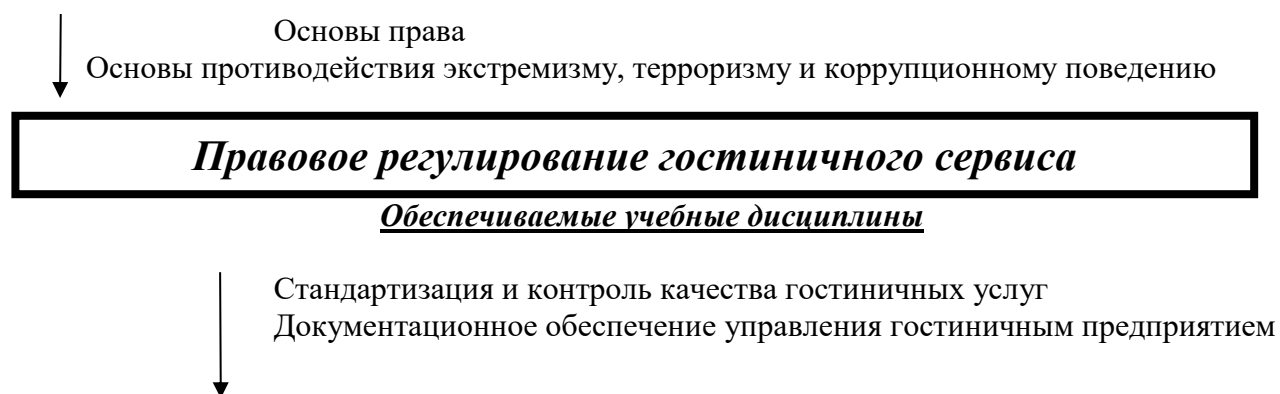 Основы права
Основы противодействия экстремизму, терроризму и коррупционному поведению
Правовое регулирование гостиничного сервиса
Обеспечиваемые учебные дисциплины
Стандартизация и контроль качества гостиничных услуг
Документационное обеспечение управления гостиничным предприятием